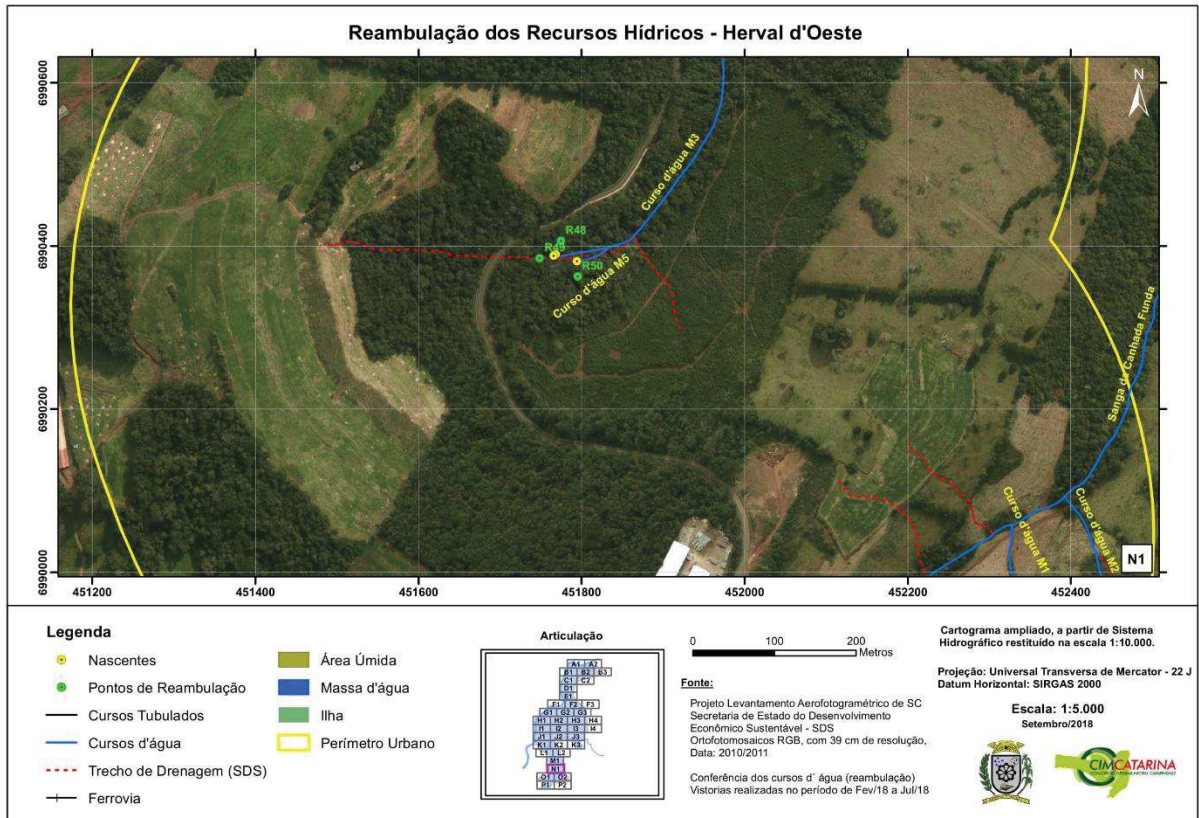 Reambulação dos Recursos Hídricos - Herval d'Oeste
N
6990600
6990400
6990200
6990000
Curso d'água M3
R48
R49
R50
Curso d'água M5
Sanga da Canhada Funda
Curso d'água M1
Curso d'água M2
N1
451200
451400
451600
451800
452000
452200
452400
Legenda
Nascentes
Pontos de Reambulação
Cursos Tubulados
Cursos d'água
Trecho de Drenagem (SDS)
Ferrovia
Área Úmida
Massa d'água
Ilha
Perímetro Urbano
Articulação
A1 A2
B1 B2 B3
C1 C2
D1
E1
F1 F2 F3
G1 G2 G3
H1 H2 H3 H4
I1 I2 I3 I4
J1 J2 J3
K1 K2 K3
L1 L2
M1
N1
O1 O2
P1 P2
0 100 200
Metros
Fonte:
Projeto Levantamento Aerofotogramétrico de SC
Secretaria de Estado do Desenvolvimento
Econômico Sustentável - SDS
Ortofotomosaicos RGB, com 39 cm de resolução,
Data: 2010/2011
Conferência dos cursos d´ água (reambulação)
Vistorias realizadas no período de Fev/18 a Jul/18
Cartograma ampliado, a partir de Sistema
Hidrográfico restituído na escala 1:10.000.
Projeção: Universal Transversa de Mercator - 22 J
Datum Horizontal: SIRGAS 2000
Escala: 1:5.000
Setembro/2018
CIMCATARINA